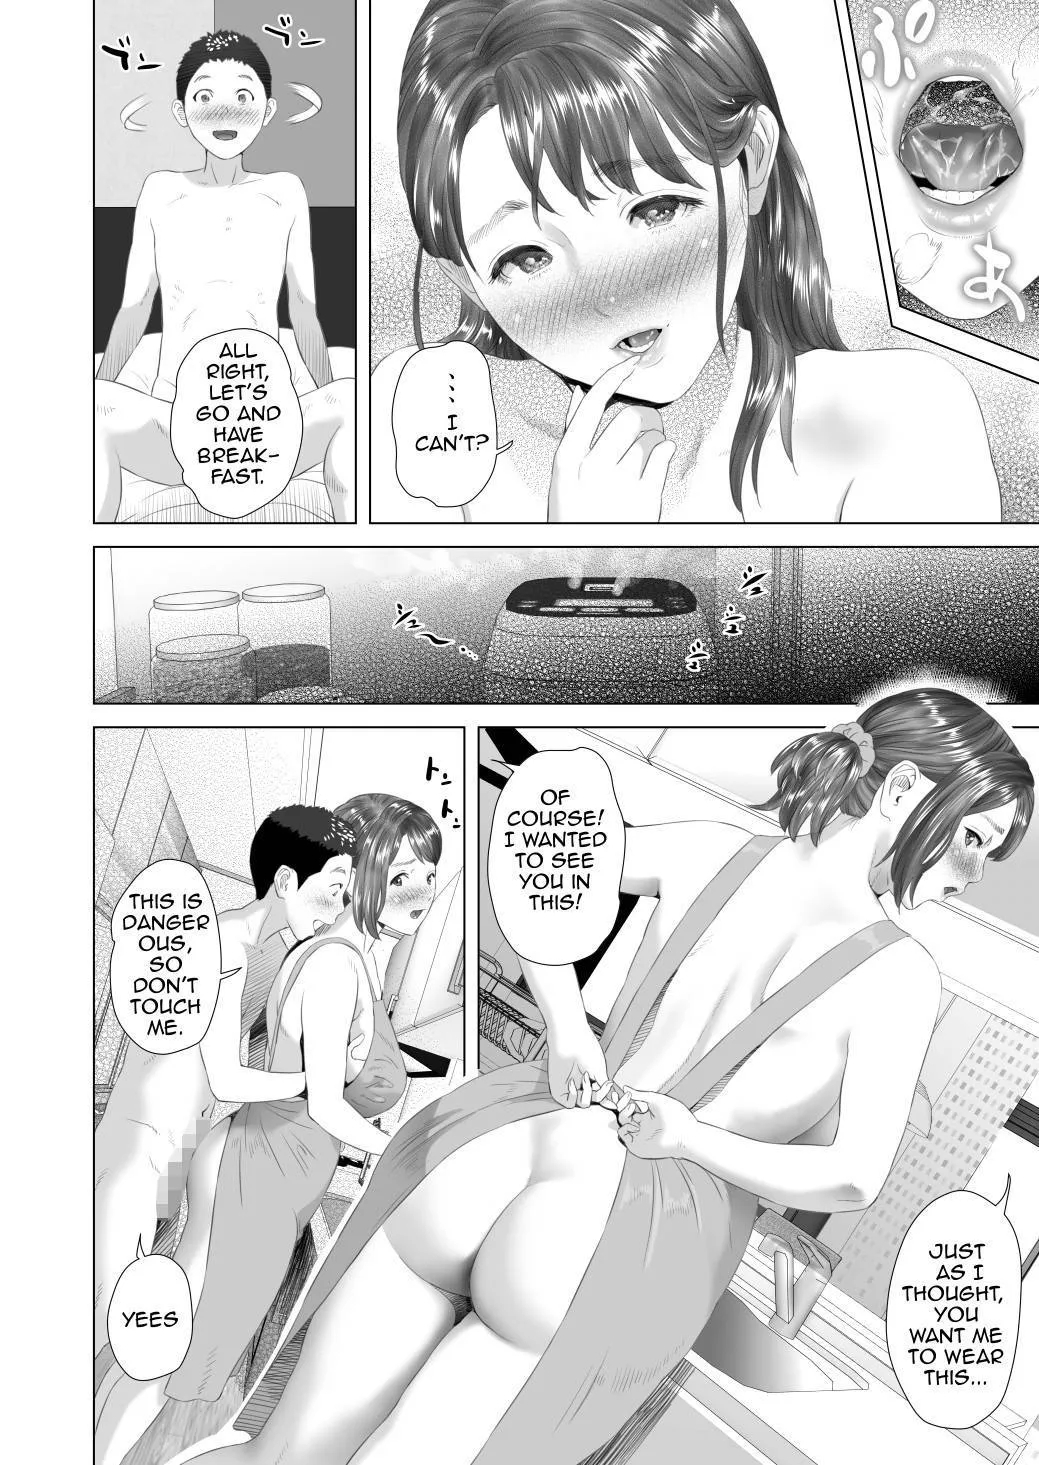 ぷ
あ
...
...
I
CAN'T?
ブン
ブン
ALL
RIGHT,
LET'S
GO AND
HAVE
BREAK-
FAST.
JUST
AS I
THOUGHT,
YOU
WANT ME
TO WEAR
THIS...
OF
COURSE!
I WANTED
TO SEE
YOU IN
THIS!
トン
トン
THIS IS
DANGER
OUS,
SO
DON'T
TOUCH
ME.
YEES